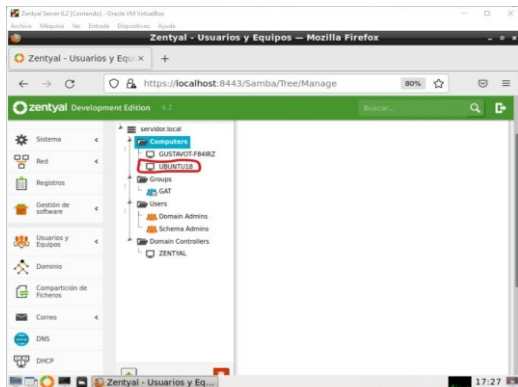 Zentyal Server 6.2 [Corriendo] - Oracle VM VirtualBox
Archivo Máquina Ver Entrada Dispositivos Ayuda
Zentyal - Usuarios y Equipos — Mozilla Firefox
Zentyal - Usuarios y Equi
https://localhost:8443/Samba/Tree/Manage
80%
zentyal Development Edition 6.2
Buscar...
Sistema
Red
Registros
Gestión de
software
Usuarios y
Equipos
Dominio
Compartición de
Ficheros
Correo
DNS
DHCP
servidor.local
Computers
GUSTAVOT-F84IRZ
UBUNTU18
Groups
GAT
Users
Domain Admins
Schema Admins
Domain Controllers
ZENTYAL
Zentyal - Usuarios y Eq...
17:27